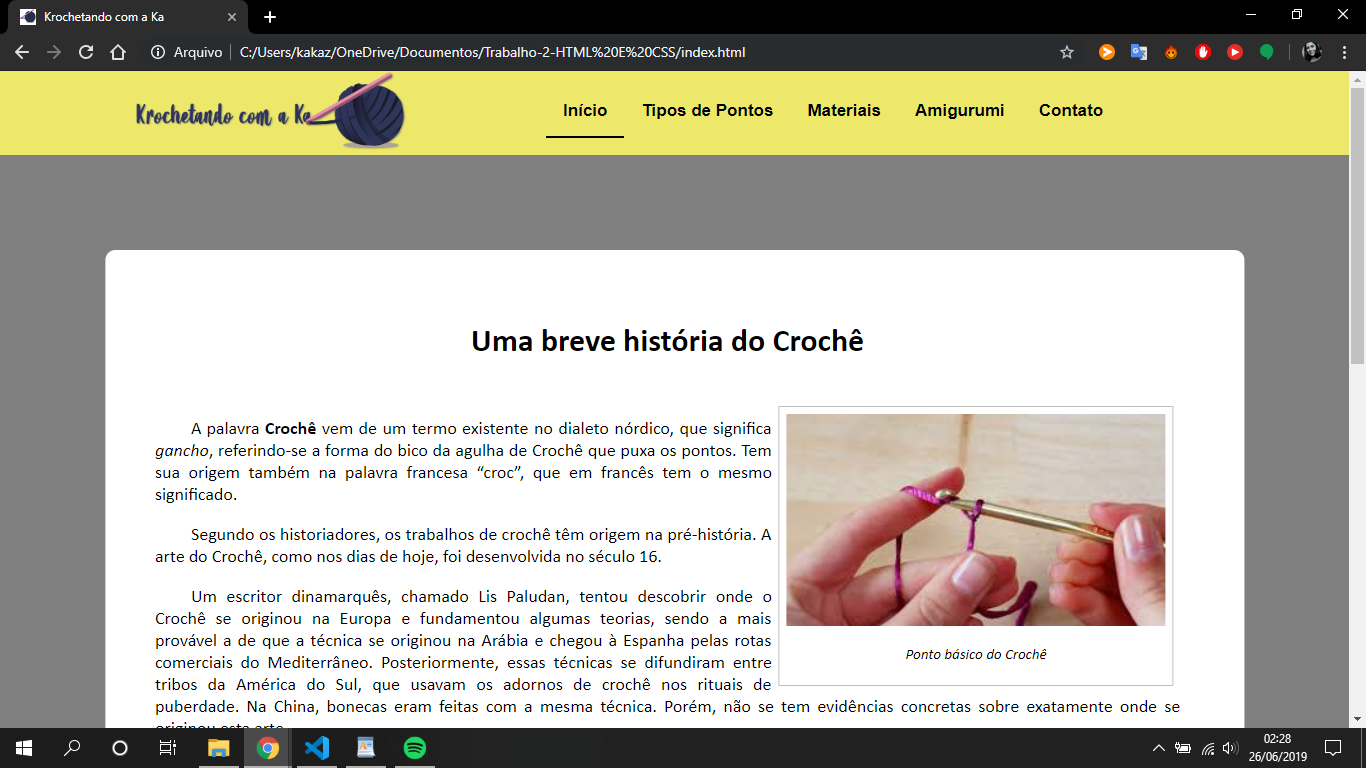 Krochetando com a Ka
Arquivo C:/Users/kakaz/OneDrive/Documentos/Trabalho-2-HTML%20E%20CSS/index.html
Krochetando com a Ka
Início Tipos de Pontos Materiais Amigurumi Contato
Uma breve história do Crochê
A palavra Crochê vem de um termo existente no dialeto nórdico, que significa
gancho, referindo-se a forma do bico da agulha de Crochê que puxa os pontos. Tem
sua origem também na palavra francesa “croc”, que em francês tem o mesmo
significado.
Segundo os historiadores, os trabalhos de crochê têm origem na pré-história. A
arte do Crochê, como nos dias de hoje, foi desenvolvida no século 16.
Um escritor dinamarquês, chamado Lis Paludan, tentou descobrir onde o
Crochê se originou na Europa e fundamentou algumas teorias, sendo a mais
provável a de que a técnica se originou na Arábia e chegou à Espanha pelas rotas
comerciais do Mediterrâneo. Posteriormente, essas técnicas se difundiram entre
tribos da América do Sul, que usavam os adornos de crochê nos rituais de
puberdade. Na China, bonecas eram feitas com a mesma técnica. Porém, não se tem evidências concretas sobre exatamente onde se
originou esta arte.
Ponto básico do Crochê
02:28
26/06/2019